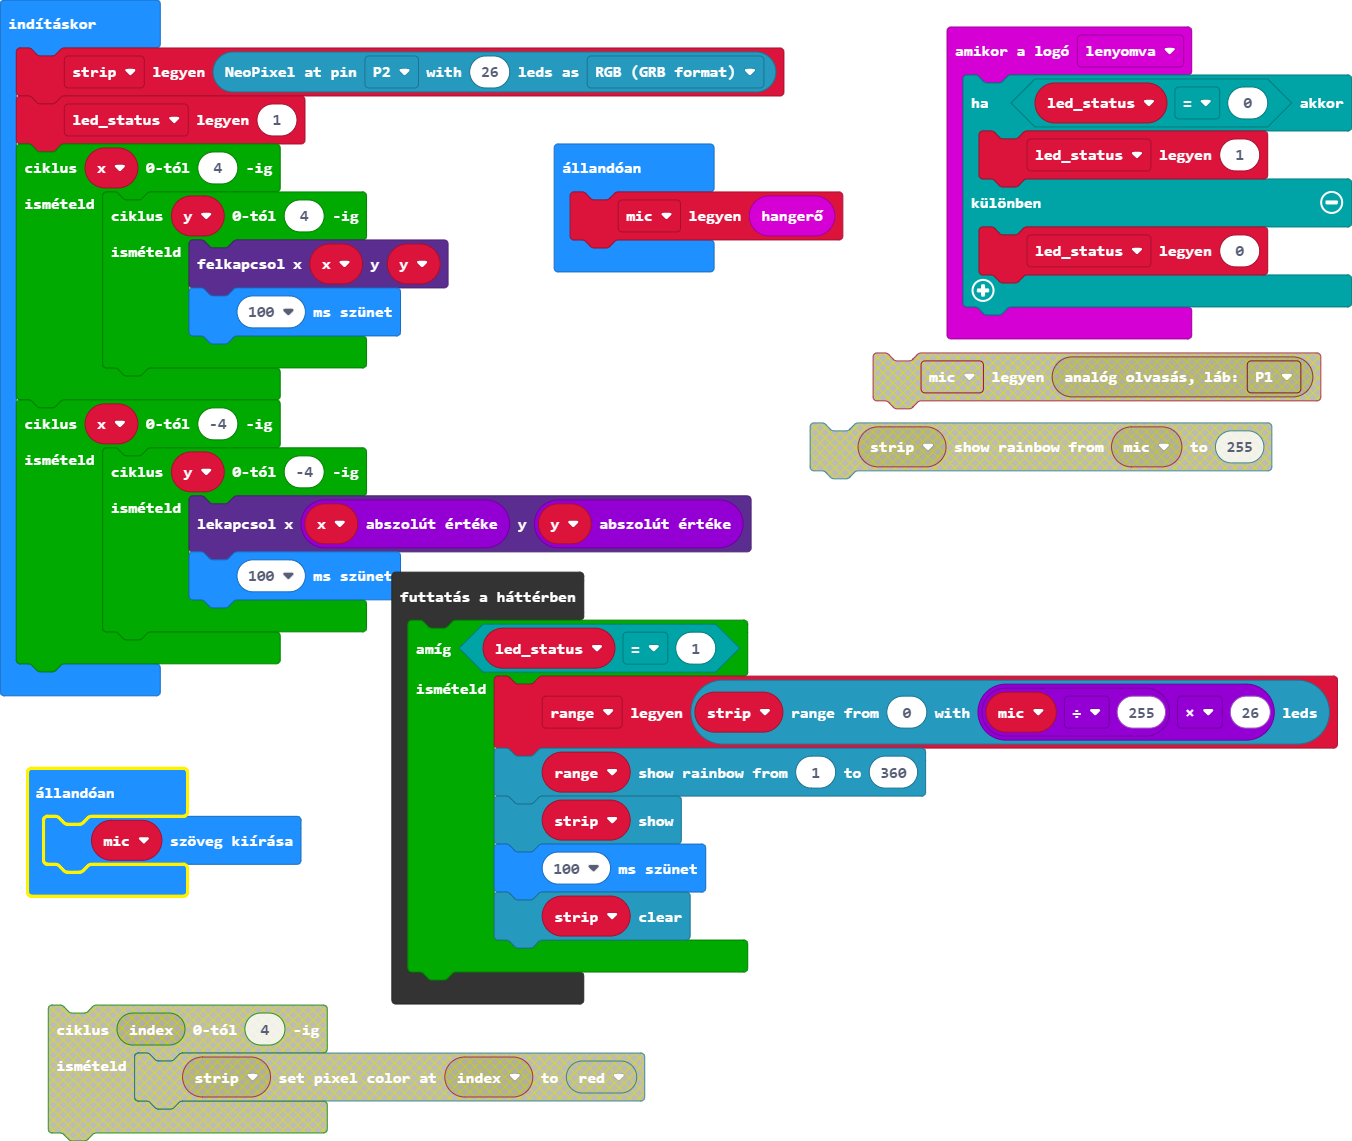 indításkor
strip legyen NeoPixel at pin P2 with 26 leds as RGB (GRB format)
led_status legyen 1
ciklus x 0-tól 4 -ig
ismételd
ciklus y 0-tól 4 -ig
ismételd
felkapcsol x x y y
100 ms szünet
ciklus x 0-tól -4 -ig
ismételd
ciklus y 0-tól -4 -ig
ismételd
lekapcsol x x abszolút értéke y y abszolút értéke
100 ms szünet
állandóan
mic legyen hangerő
amikor a logó lenyomva
ha led_status = 0 akkor
led_status legyen 1
különben
led_status legyen 0
mic legyen analóg olvasás, láb: P1
strip show rainbow from mic to 255
futtatás a háttérben
amíg led_status = 1
ismételd
range legyen strip range from 0 with mic ÷ 255 × 26 leds
range show rainbow from 1 to 360
strip show
100 ms szünet
strip clear
állandóan
mic szöveg kiírása
ciklus index 0-tól 4 -ig
ismételd
strip set pixel color at index to red